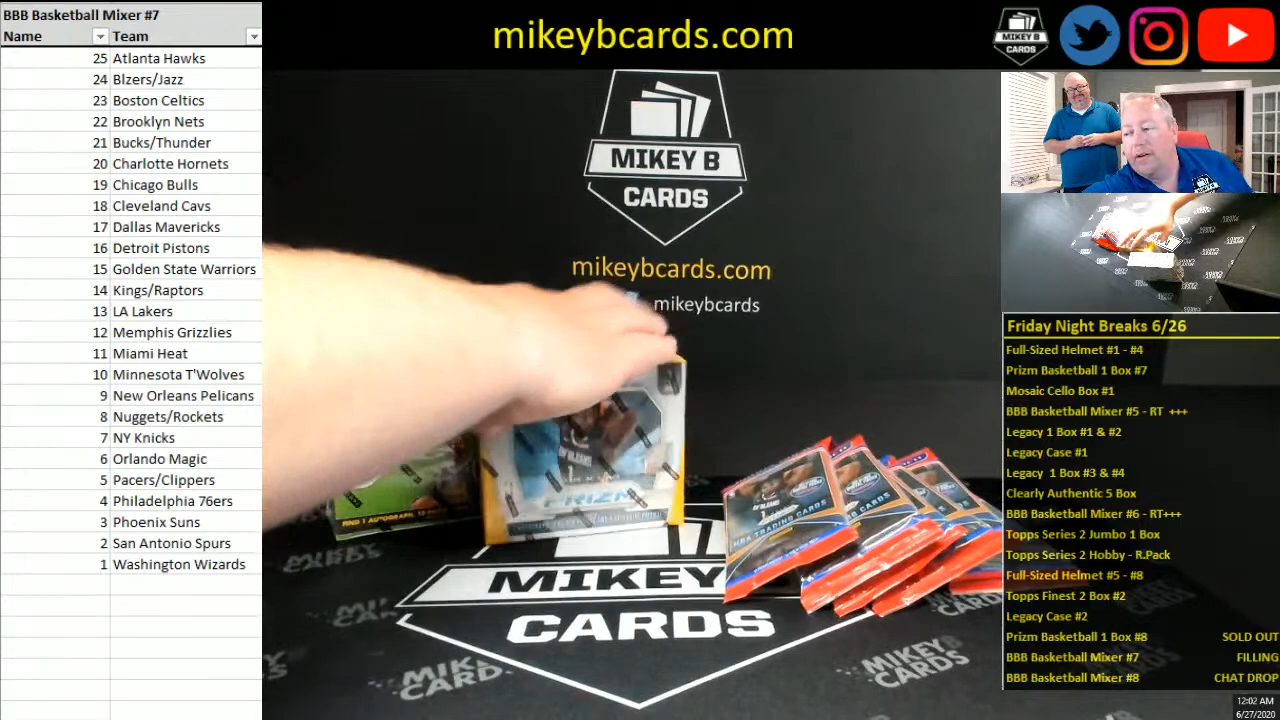 BBB Basketball Mixer #7
Name Team
25 Atlanta Hawks
24 Blzers/Jazz
23 Boston Celtics
22 Brooklyn Nets
21 Bucks/Thunder
20 Charlotte Hornets
19 Chicago Bulls
18 Cleveland Cavs
17 Dallas Mavericks
16 Detroit Pistons
15 Golden State Warriors
14 Kings/Raptors
13 LA Lakers
12 Memphis Grizzlies
11 Miami Heat
10 Minnesota T'Wolves
9 New Orleans Pelicans
8 Nuggets/Rockets
7 NY Knicks
6 Orlando Magic
5 Pacers/Clippers
4 Philadelphia 76ers
3 Phoenix Suns
2 San Antonio Spurs
1 Washington Wizards
mikeybcards.com
MIKEY B
CARDS
mikeybcards.com
mikeybcards
PRIZM
NBA TRADING CARDS
MIKEY
CARDS
MIKEY B
CARDS
MIKEY B
CARDS
Friday Night Breaks 6/26
Full-Sized Helmet #1 - #4
Prizm Basketball 1 Box #7
Mosaic Cello Box #1
BBB Basketball Mixer #5 - RT +++
Legacy 1 Box #1 & #2
Legacy Case #1
Legacy 1 Box #3 & #4
Clearly Authentic 5 Box
BBB Basketball Mixer #6 - RT+++
Topps Series 2 Jumbo 1 Box
Topps Series 2 Hobby - R.Pack
Full-Sized Helmet #5 - #8
Topps Finest 2 Box #2
Legacy Case #2
Prizm Basketball 1 Box #8 SOLD OUT
BBB Basketball Mixer #7 FILLING
BBB Basketball Mixer #8 CHAT DROP
12:02 AM
6/27/2020